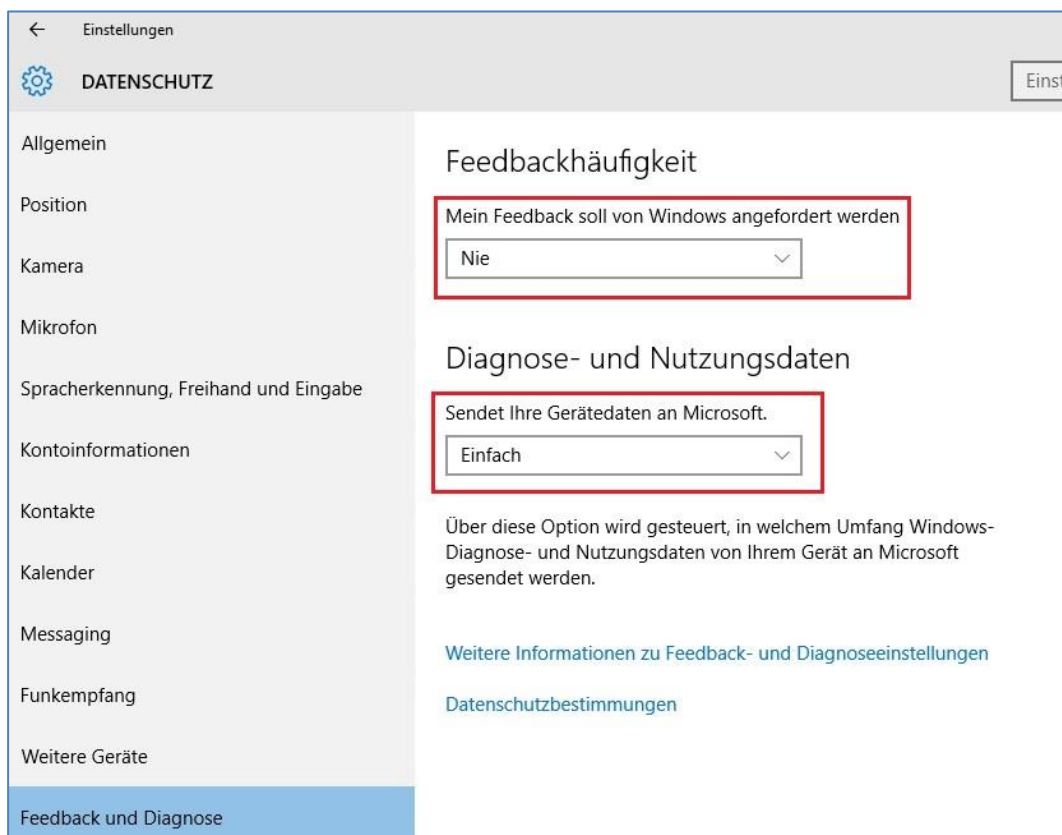 Einstellungen
DATENSCHUTZ
Allgemein
Position
Kamera
Mikrofon
Spracherkennung, Freihand und Eingabe
Kontoinformationen
Kontakte
Kalender
Messaging
Funkempfang
Weitere Geräte
Feedback und Diagnose
Feedbackhäufigkeit
Mein Feedback soll von Windows angefordert werden
Nie
Diagnose- und Nutzungsdaten
Sendet Ihre Gerätedaten an Microsoft.
Einfach
Über diese Option wird gesteuert, in welchem Umfang Windows-
Diagnose- und Nutzungsdaten von Ihrem Gerät an Microsoft
gesendet werden.
Weitere Informationen zu Feedback- und Diagnoseeinstellungen
Datenschutzbestimmungen